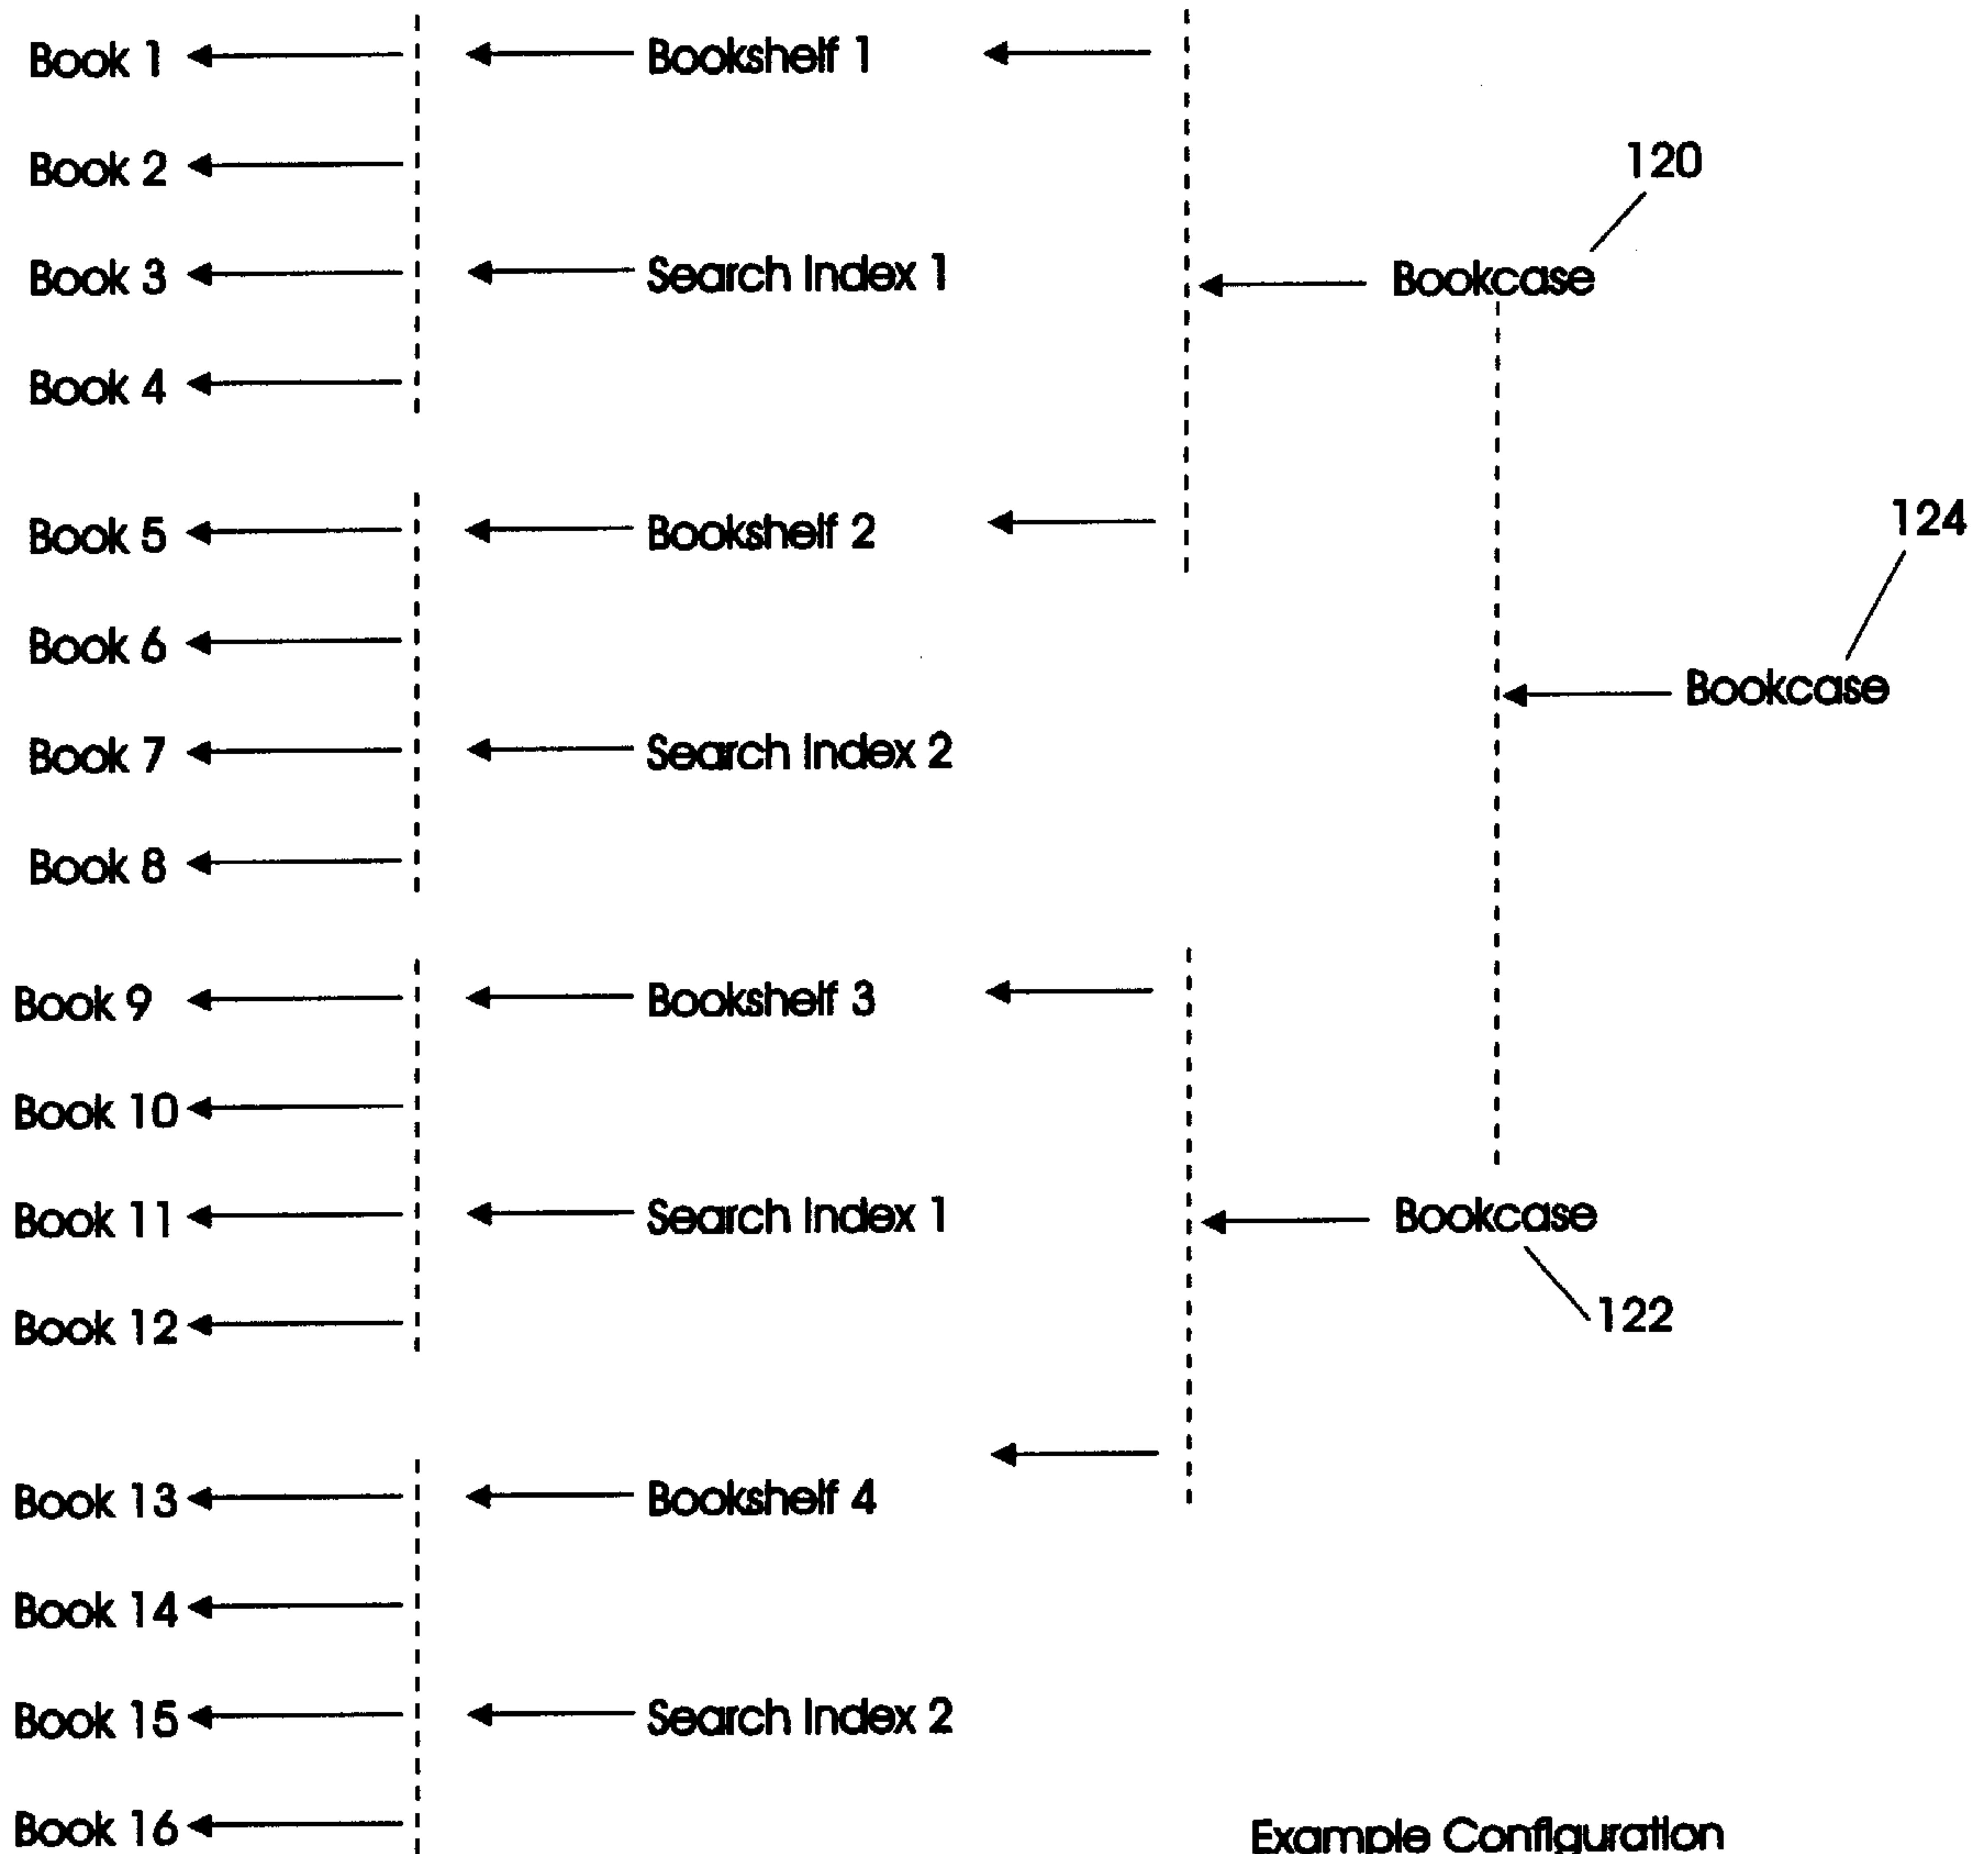 Book 1
Bookshelf 1
Book 2
120
Book 3
Search Index 1
Bookcase
Book 4
124
Book 5
Bookshelf 2
Book 6
Bookcase
Book 7
Search Index 2
Book 8
Book 9
Bookshelf 3
Book 10
Book 11
Search Index 1
Bookcase
122
Book 12
Book 13
Bookshelf 4
Book 14
Book 15
Search Index 2
Book 16
Example Configuration